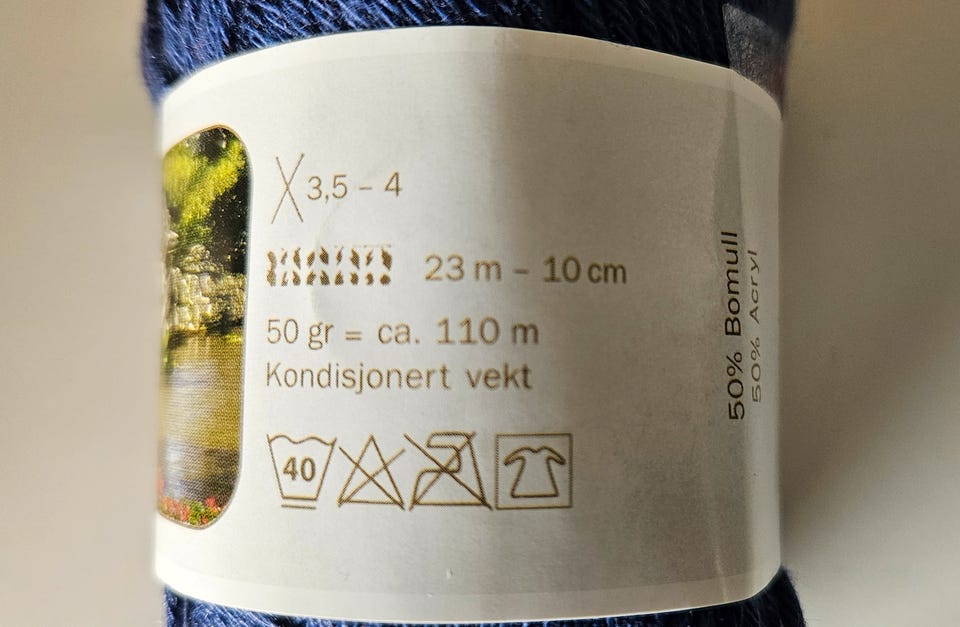 3,5 – 4
23 m – 10 cm
50 gr = ca. 110 m
Kondisjonert vekt
40
50% Bomull
50% Acryl